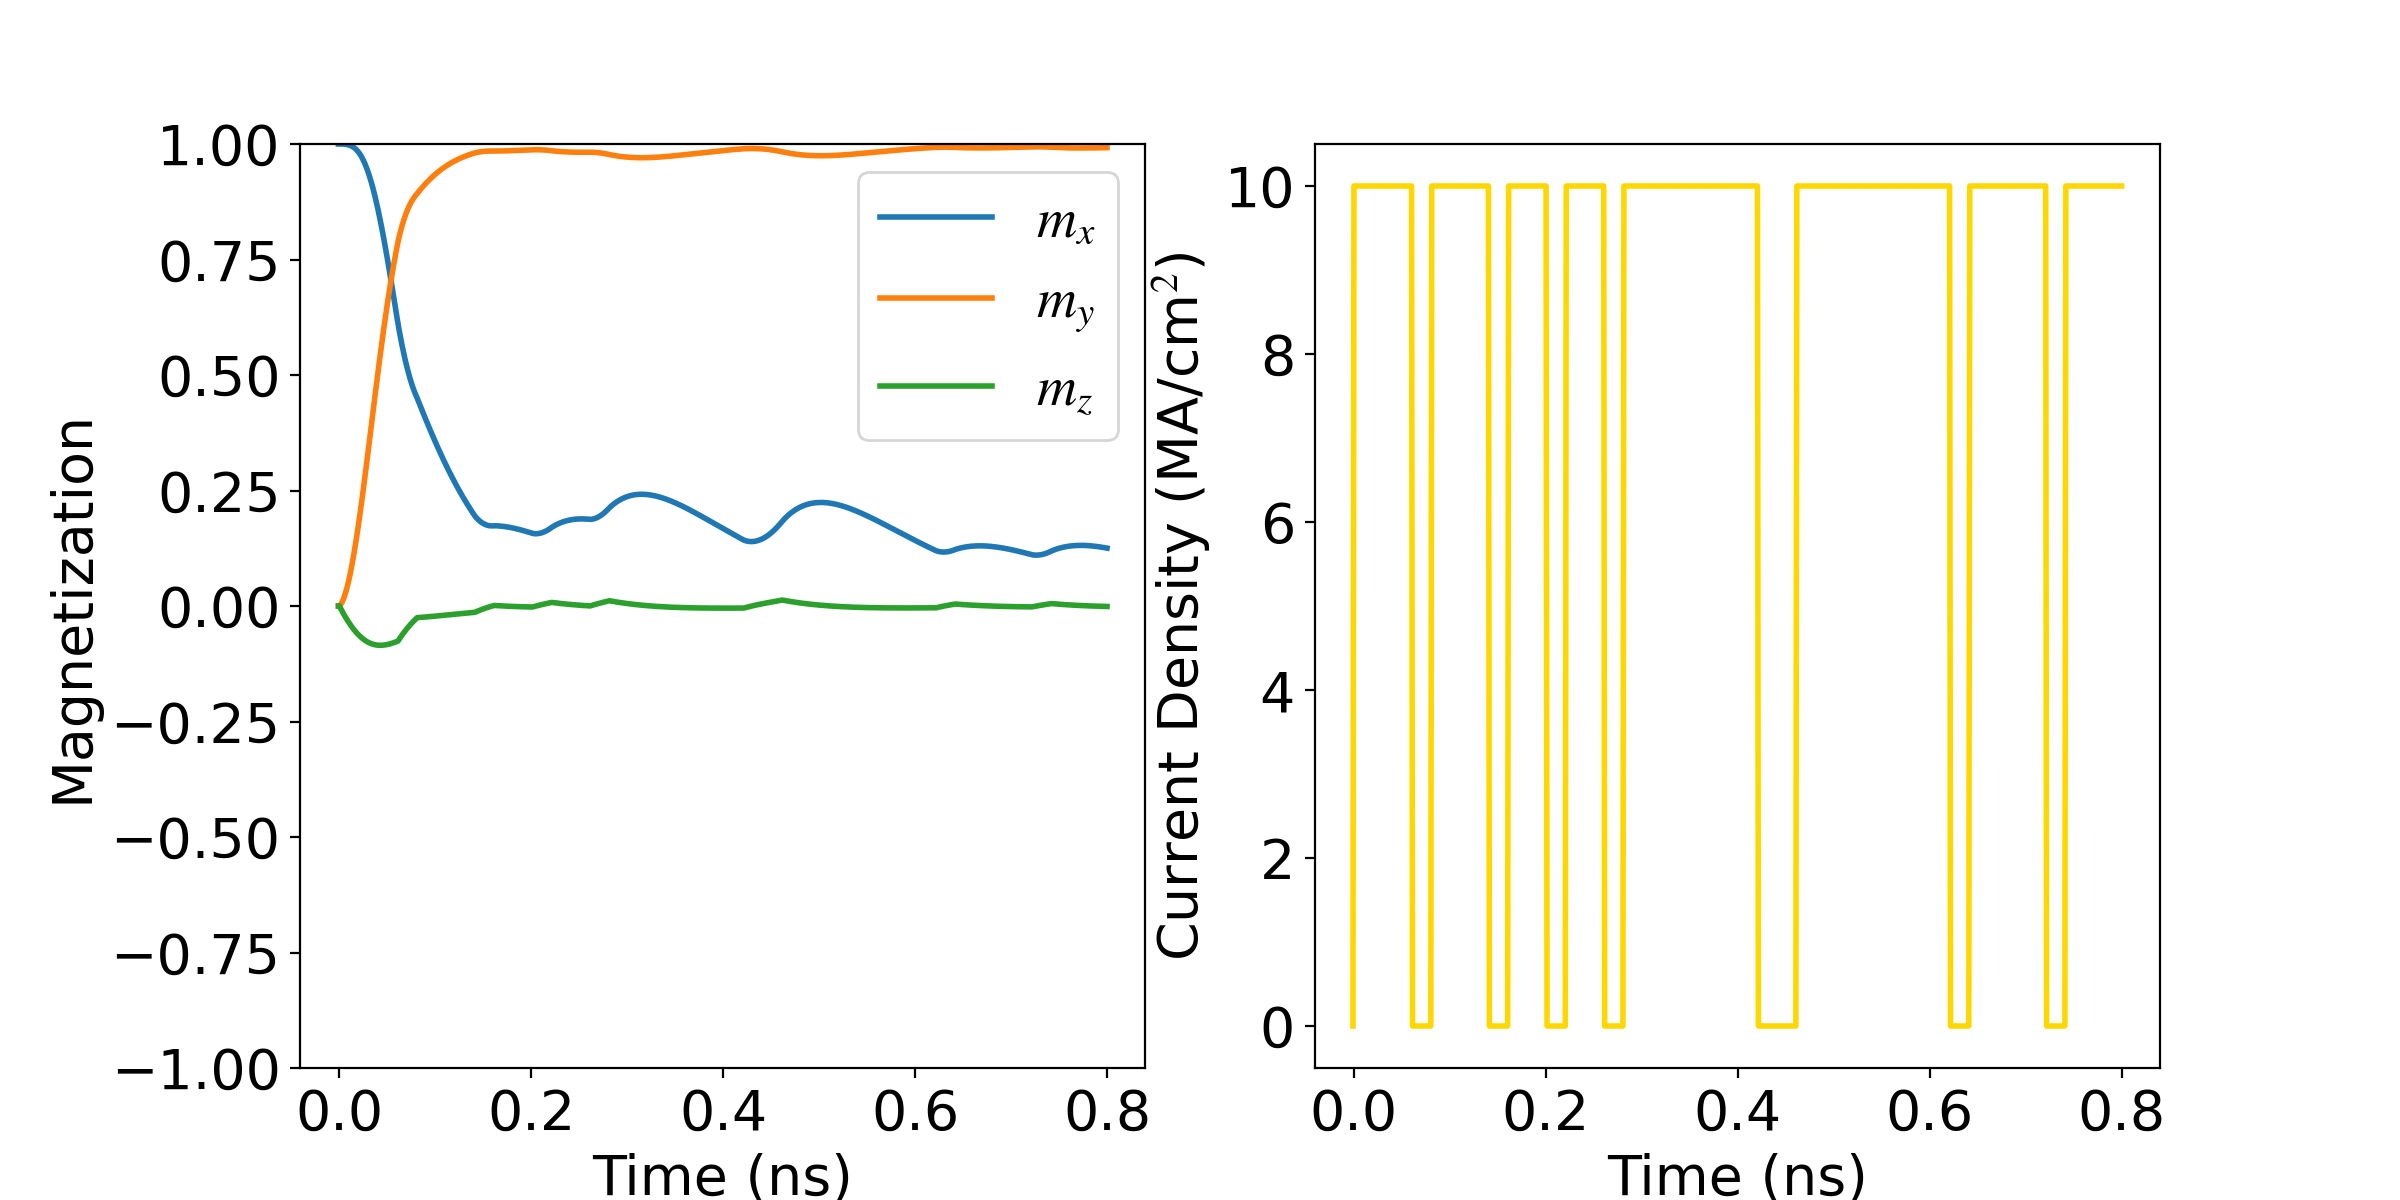 1.00
0.75
0.50
0.25
0.00
−0.25
−0.50
−0.75
−1.00
Magnetization
0.0 0.2 0.4 0.6 0.8
Time (ns)
m_x
m_y
m_z
10
8
6
4
2
0
Current Density (MA/cm²)
0.0 0.2 0.4 0.6 0.8
Time (ns)